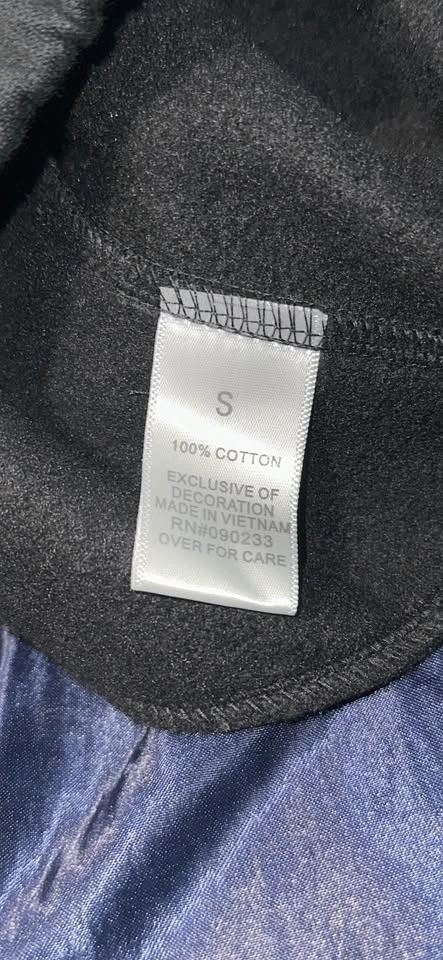 S
100% COTTON
EXCLUSIVE OF
DECORATION
MADE IN VIETNAM
RN#090233
OVER FOR CARE